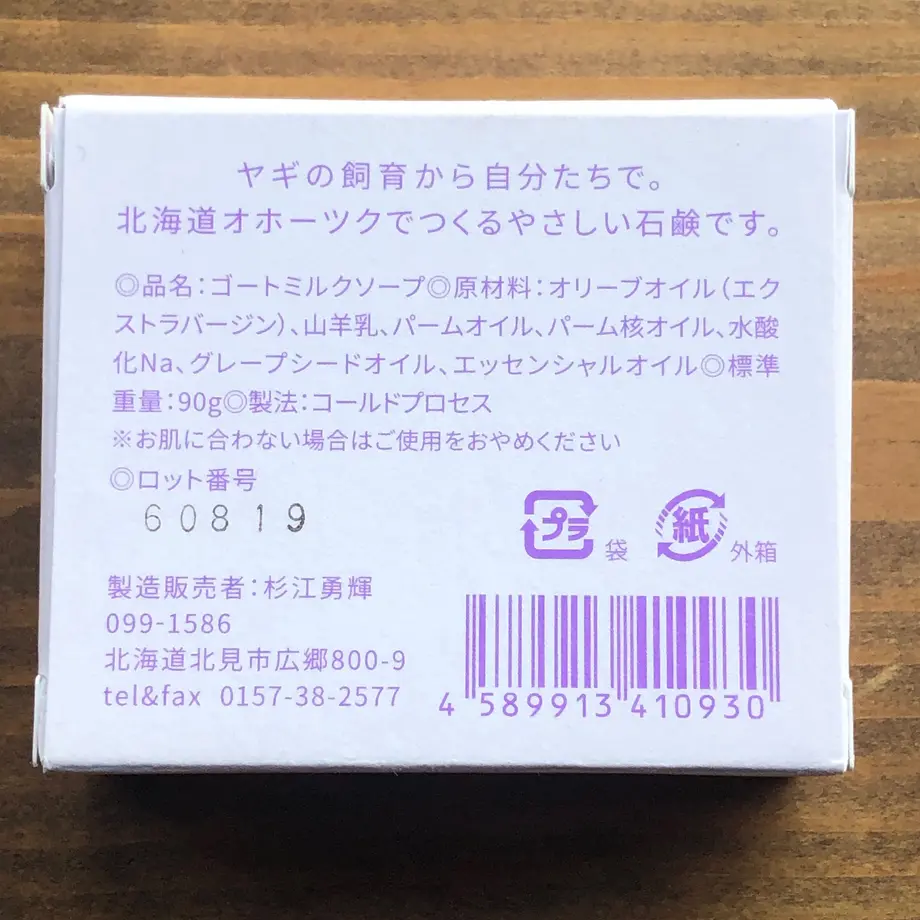 ヤギの飼育から自分たちで。
北海道オホーツクでつくるやさしい石鹸です。
◎品名:ゴートミルクソープ◎原材料:オリーブオイル(エク
ストラバージン)、山羊乳、パームオイル、パーム核オイル、水酸
化Na、グレープシードオイル、エッセンシャルオイル◎標準
重量:90g◎製法:コールドプロセス
※お肌に合わない場合はご使用をおやめください
◎ロット番号
60819
プラ 袋 紙 外箱
製造販売者:杉江勇輝
099-1586
北海道北見市広郷800-9
tel&fax 0157-38-2577
4 589913 410930